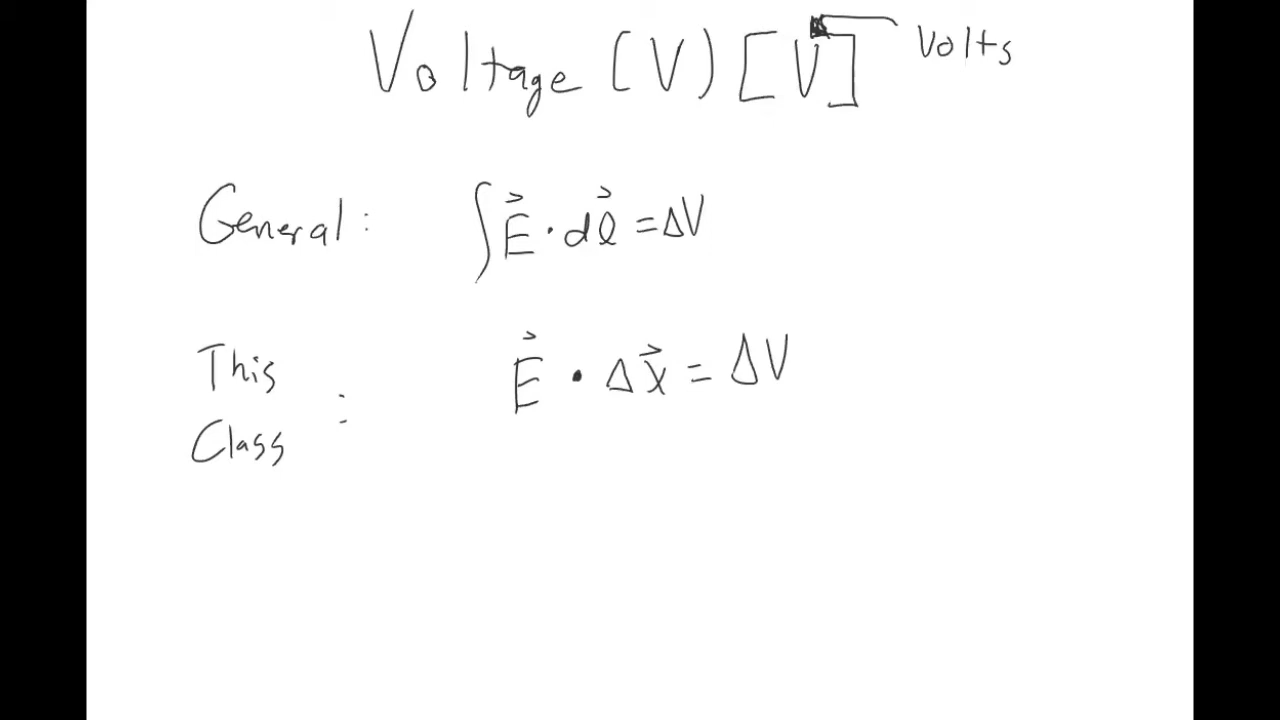 Voltage (V) [V] Volts
General: ∫E⃗ · dℓ⃗ = ΔV
This
Class : E⃗ · Δx⃗ = ΔV